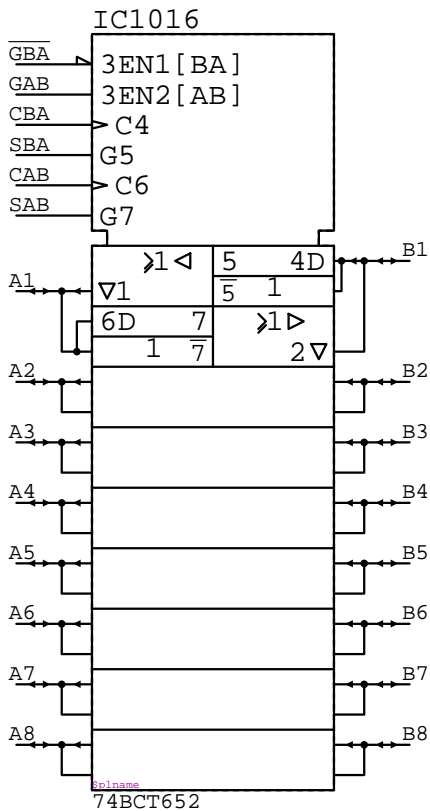 IC1016
GBA
3EN1[BA]
GAB
3EN2[AB]
CBA
C4
SBA
G5
CAB
C6
SAB
G7
≥1 5 4D B1
A1 ▽1 5 1
6D 7 ≥1
1 7 2▽
A2 B2
A3 B3
A4 B4
A5 B5
A6 B6
A7 B7
A8 B8
$plname
74BCT652